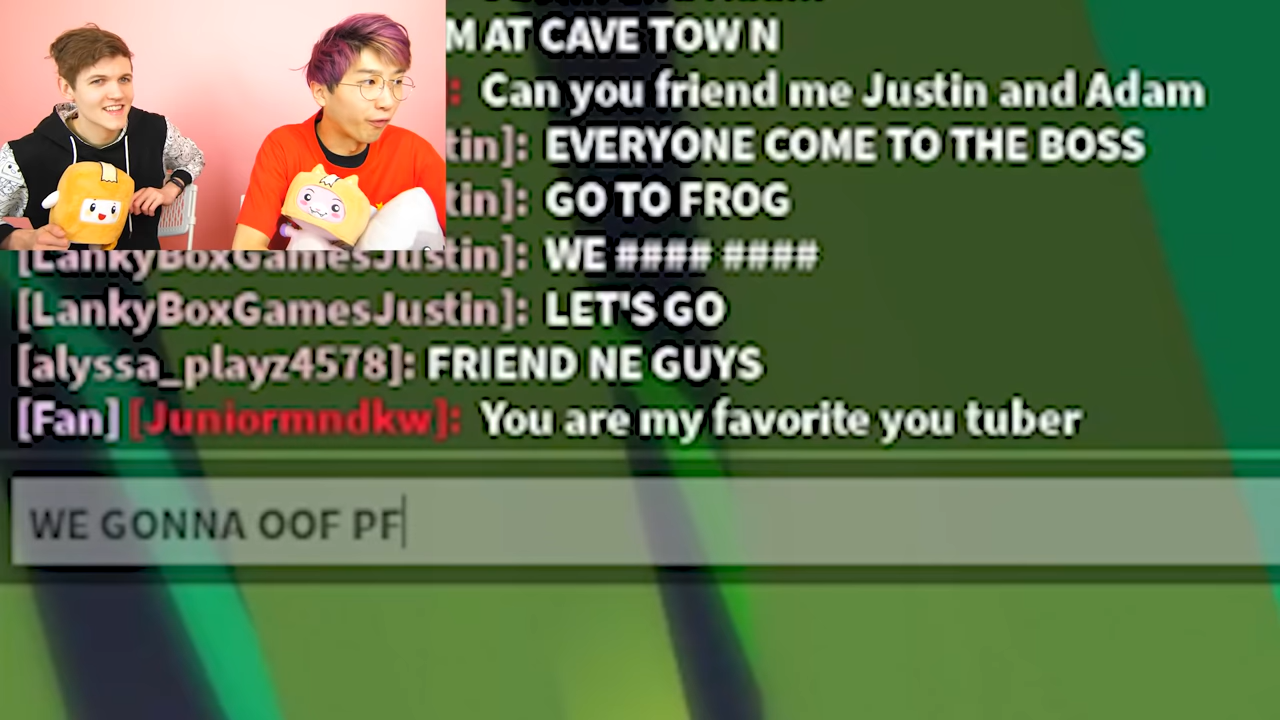 M AT CAVE TOW N
: Can you friend me Justin and Adam
tin]: EVERYONE COME TO THE BOSS
tin]: GO TO FROG
[LankyBoxGamesJustin]: WE #### ####
[LankyBoxGamesJustin]: LET'S GO
[alyssa_playz4578]: FRIEND NE GUYS
[Fan] [Juniormndkw]: You are my favorite you tuber
WE GONNA OOF PF